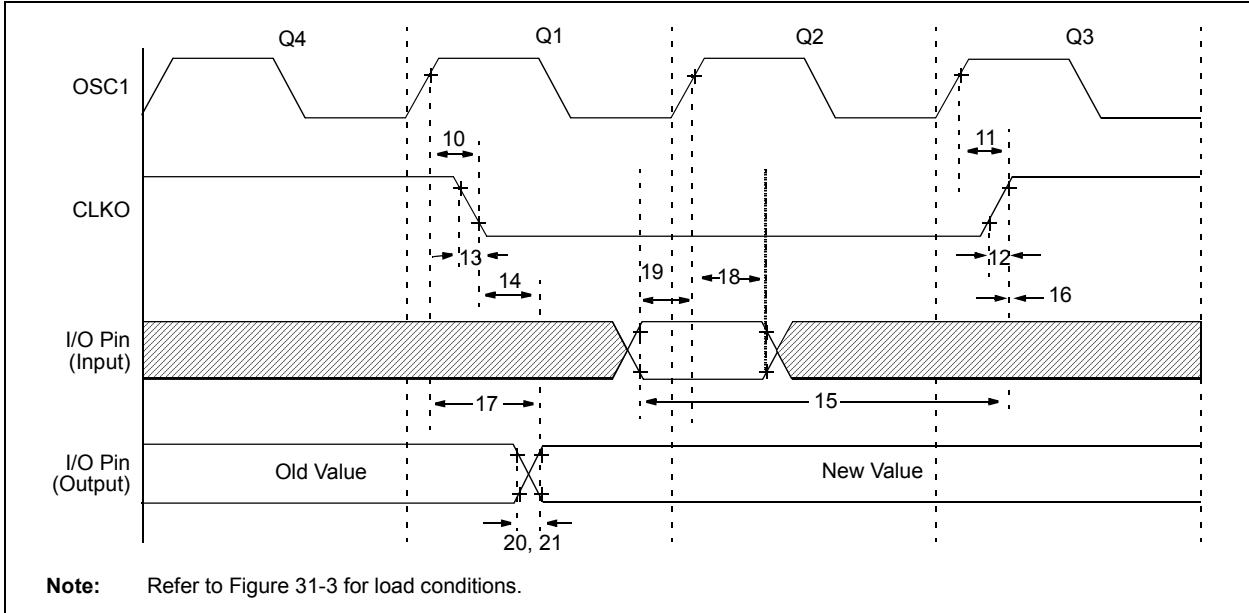 Q4 Q1 Q2 Q3
OSC1
10 11
CLKO
13 12
14 19 18 16
I/O Pin
(Input)
17 15
I/O Pin
(Output)
Old Value New Value
20, 21
Note: Refer to Figure 31-3 for load conditions.